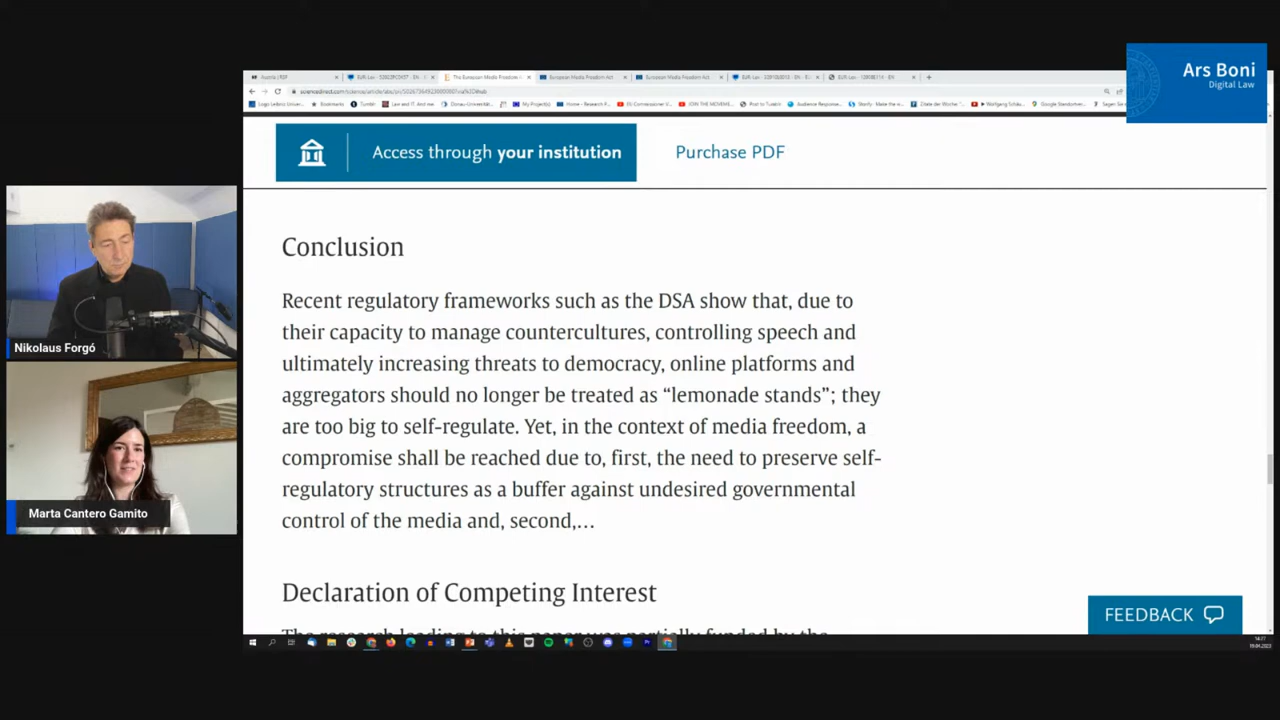 Ars Boni
Digital Law
Access through your institution
Purchase PDF
Conclusion
Recent regulatory frameworks such as the DSA show that, due to
their capacity to manage countercultures, controlling speech and
ultimately increasing threats to democracy, online platforms and
aggregators should no longer be treated as “lemonade stands”; they
are too big to self-regulate. Yet, in the context of media freedom, a
compromise shall be reached due to, first, the need to preserve self-
regulatory structures as a buffer against undesired governmental
control of the media and, second,…
Declaration of Competing Interest
FEEDBACK
Nikolaus Forgó
Marta Cantero Gamito